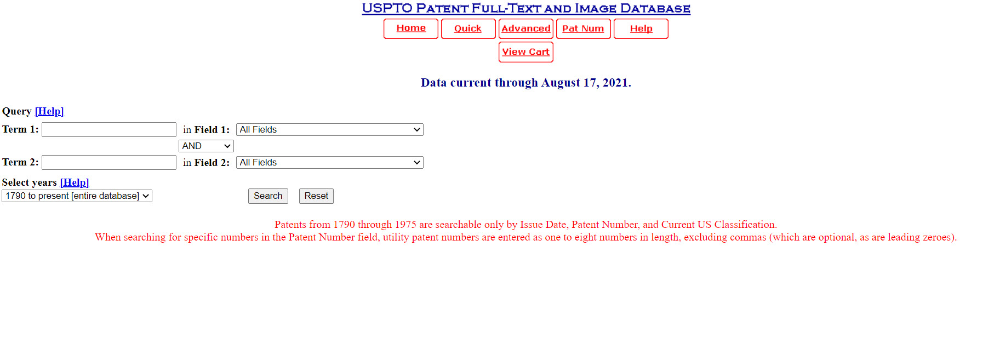 USPTO Patent Full-Text and Image Database
Home Quick Advanced Pat Num Help
View Cart
Data current through August 17, 2021.
Query [Help]
Term 1: in Field 1: All Fields
AND
Term 2: in Field 2: All Fields
Select years [Help]
1790 to present [entire database] Search Reset
Patents from 1790 through 1975 are searchable only by Issue Date, Patent Number, and Current US Classification.
When searching for specific numbers in the Patent Number field, utility patent numbers are entered as one to eight numbers in length, excluding commas (which are optional, as are leading zeroes).